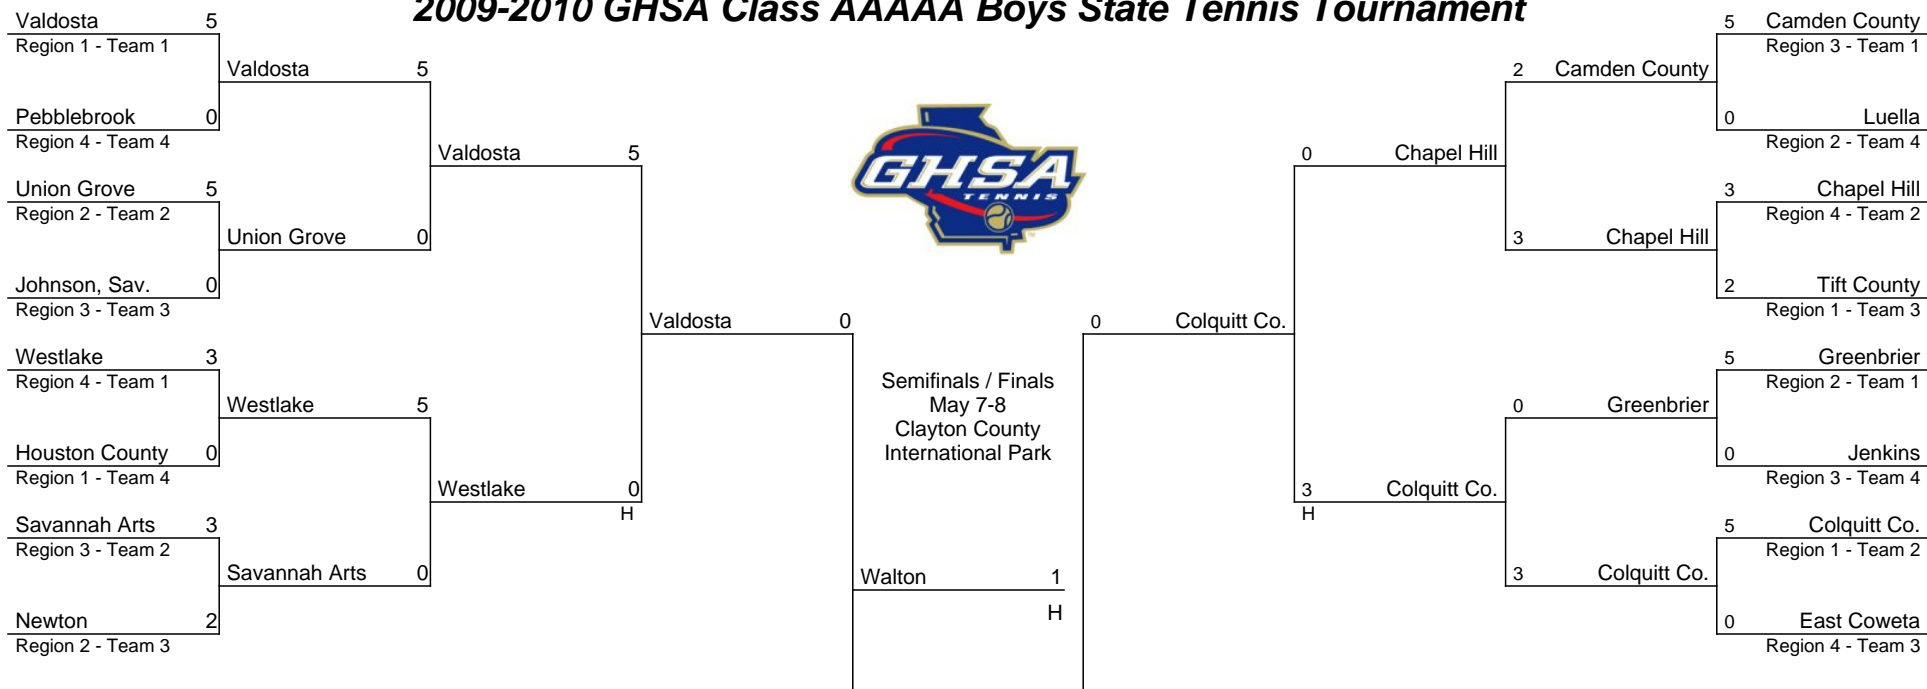 2009-2010 GHSA Class AAAAA Boys State Tennis Tournament
Valdosta 5
Region 1 - Team 1
Pebblebrook 0
Region 4 - Team 4
Union Grove 5
Region 2 - Team 2
Johnson, Sav. 0
Region 3 - Team 3
Westlake 3
Region 4 - Team 1
Houston County 0
Region 1 - Team 4
Savannah Arts 3
Region 3 - Team 2
Newton 2
Region 2 - Team 3
Valdosta 5
Union Grove 0
Westlake 5
Savannah Arts 0
Valdosta 5
Westlake 0
H
Valdosta 0
GHSA
TENNIS
Semifinals / Finals
May 7-8
Clayton County
International Park
Walton 1
H
0 Colquitt Co.
0 Chapel Hill
3 Colquitt Co.
H
2 Camden County
3 Chapel Hill
0 Greenbrier
3 Colquitt Co.
5 Camden County
Region 3 - Team 1
0 Luella
Region 2 - Team 4
3 Chapel Hill
Region 4 - Team 2
2 Tift County
Region 1 - Team 3
5 Greenbrier
Region 2 - Team 1
0 Jenkins
Region 3 - Team 4
5 Colquitt Co.
Region 1 - Team 2
0 East Coweta
Region 4 - Team 3